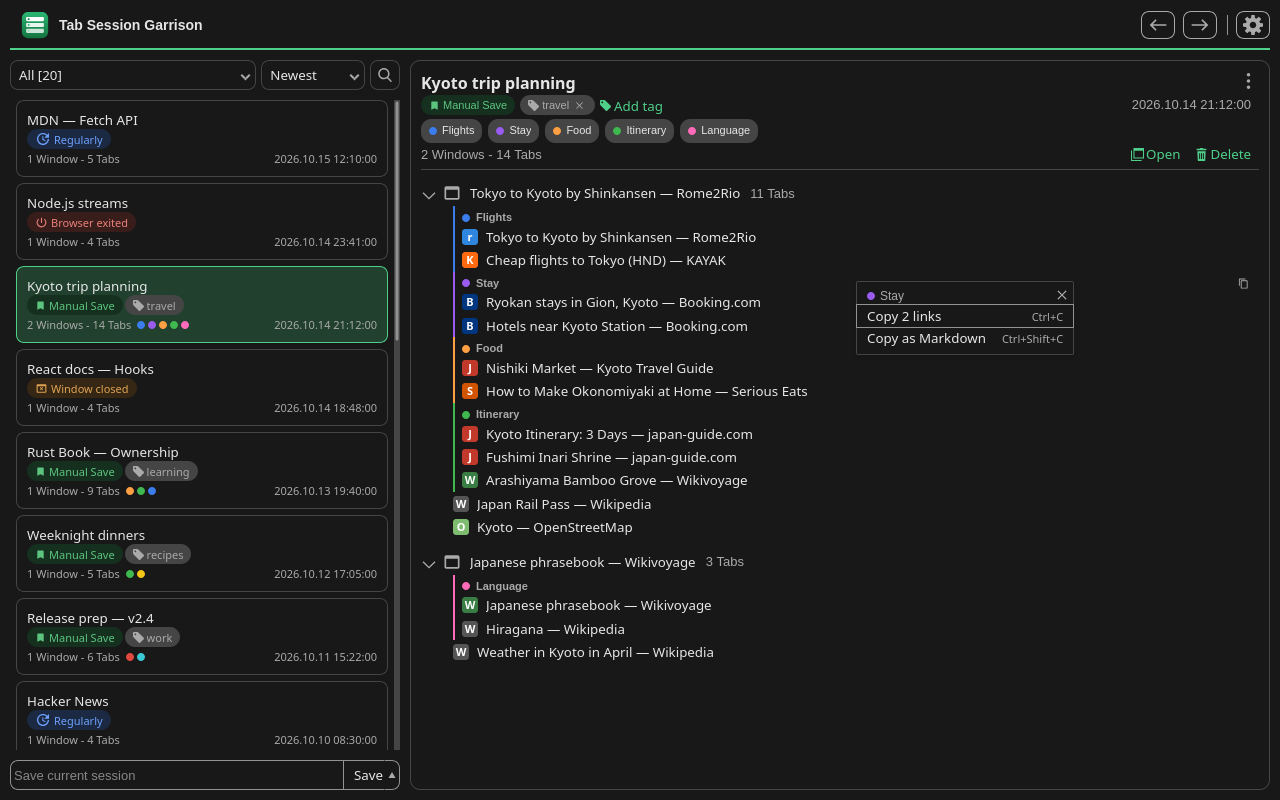 Tab Session Garrison
All [20]
Newest
MDN — Fetch API
Regularly
1 Window - 5 Tabs
2026.10.15 12:10:00
Node.js streams
Browser exited
1 Window - 4 Tabs
2026.10.14 23:41:00
Kyoto trip planning
Manual Save
travel
2 Windows - 14 Tabs
2026.10.14 21:12:00
React docs — Hooks
Window closed
1 Window - 4 Tabs
2026.10.14 18:48:00
Rust Book — Ownership
Manual Save
learning
1 Window - 9 Tabs
2026.10.13 19:40:00
Weeknight dinners
Manual Save
recipes
1 Window - 5 Tabs
2026.10.12 17:05:00
Release prep — v2.4
Manual Save
work
1 Window - 6 Tabs
2026.10.11 15:22:00
Hacker News
Regularly
1 Window - 4 Tabs
2026.10.10 08:30:00
Save current session
Save
Kyoto trip planning
Manual Save
travel
Add tag
2026.10.14 21:12:00
Flights
Stay
Food
Itinerary
Language
2 Windows - 14 Tabs
Open
Delete
Tokyo to Kyoto by Shinkansen — Rome2Rio
11 Tabs
Flights
r Tokyo to Kyoto by Shinkansen — Rome2Rio
K Cheap flights to Tokyo (HND) — KAYAK
Stay
B Ryokan stays in Gion, Kyoto — Booking.com
B Hotels near Kyoto Station — Booking.com
Food
J Nishiki Market — Kyoto Travel Guide
S How to Make Okonomiyaki at Home — Serious Eats
Itinerary
J Kyoto Itinerary: 3 Days — japan-guide.com
J Fushimi Inari Shrine — japan-guide.com
W Arashiyama Bamboo Grove — Wikivoyage
W Japan Rail Pass — Wikipedia
O Kyoto — OpenStreetMap
Japanese phrasebook — Wikivoyage
3 Tabs
Language
W Japanese phrasebook — Wikivoyage
W Hiragana — Wikipedia
W Weather in Kyoto in April — Wikipedia
Stay
Copy 2 links
Ctrl+C
Copy as Markdown
Ctrl+Shift+C